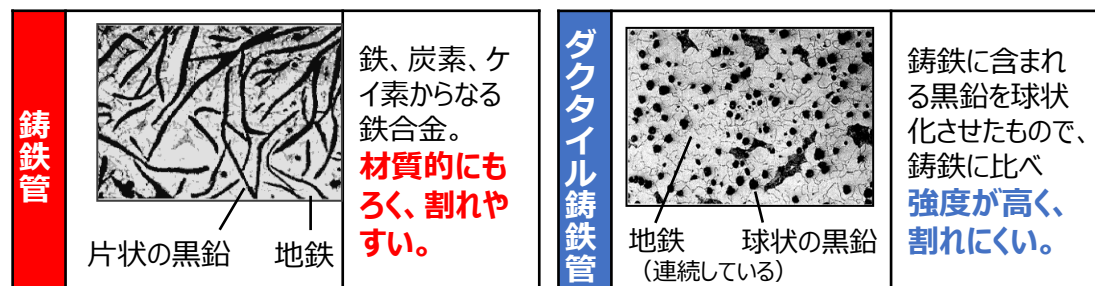 鋳鉄管
片状の黒鉛
地鉄
鉄、炭素、ケ
イ素からなる
鉄合金。
材質的にも
ろく、割れや
すい。
ダクタイル鋳鉄管
地鉄
（連続している）
球状の黒鉛
鋳鉄に含まれ
る黒鉛を球状
化させたもので、
鋳鉄に比べ
強度が高く、
割れにくい。